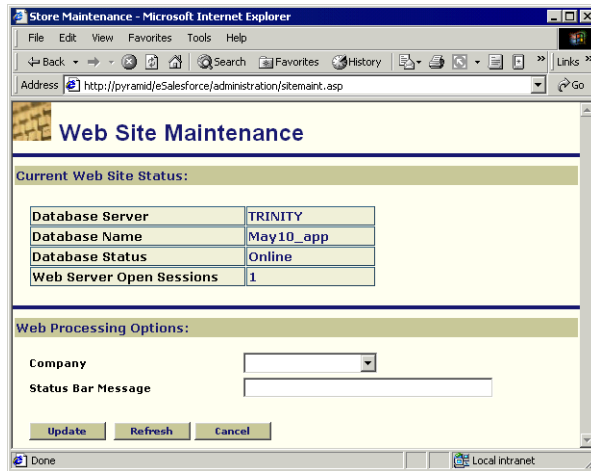 Store Maintenance - Microsoft Internet Explorer
File Edit View Favorites Tools Help
Back Search Favorites History » Links »
Address http://pyramid/eSalesforce/administration/sitemaint.asp Go
Web Site Maintenance
Current Web Site Status:
Database Server TRINITY
Database Name May10_app
Database Status Online
Web Server Open Sessions 1
Web Processing Options:
Company
Status Bar Message
Update Refresh Cancel
Done Local intranet